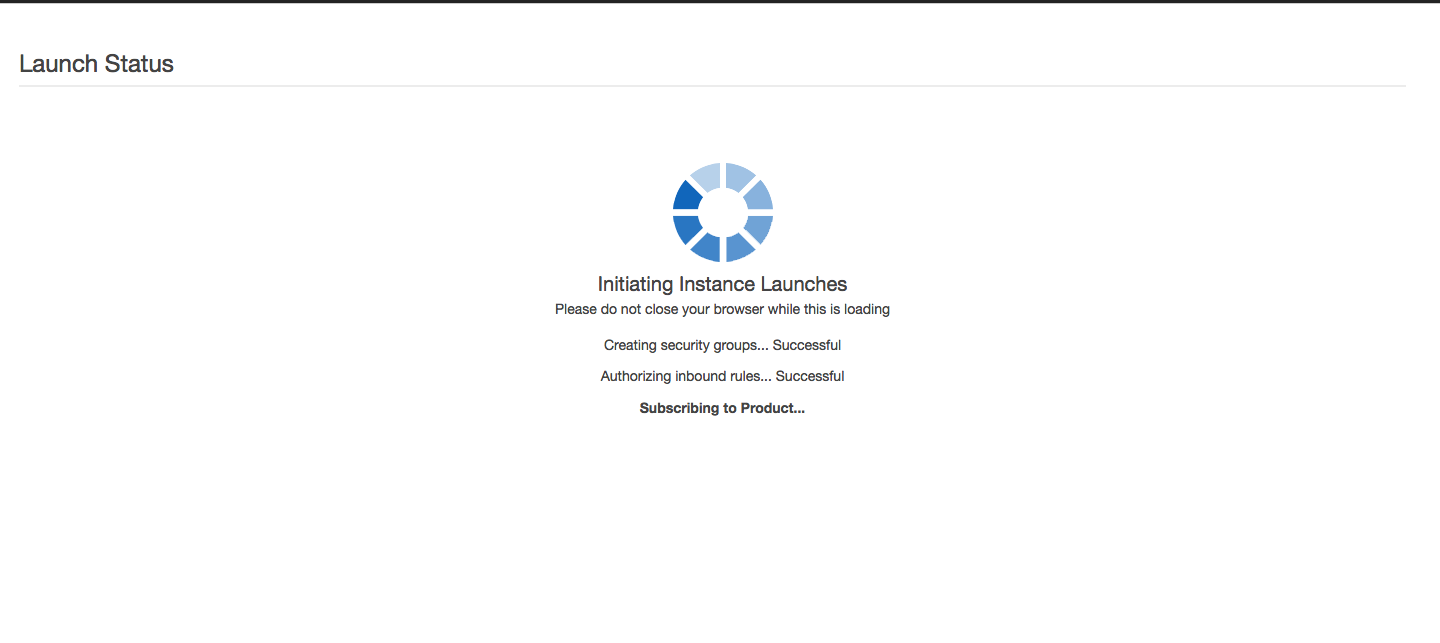 Launch Status
Initiating Instance Launches
Please do not close your browser while this is loading
Creating security groups... Successful
Authorizing inbound rules... Successful
Subscribing to Product...